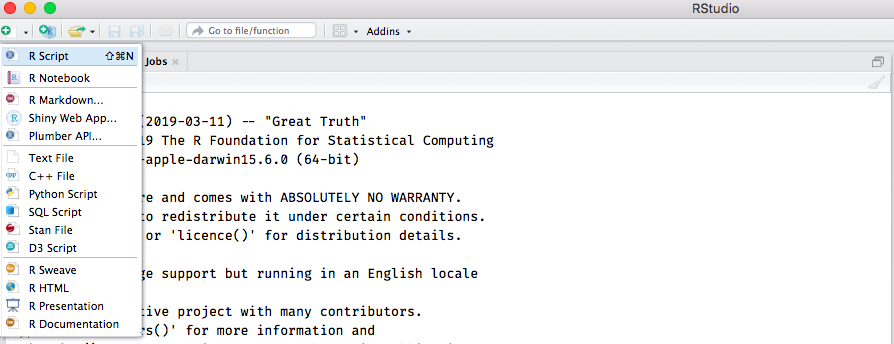 RStudio
Go to file/function
Addins
R Script ⇧⌘N
Jobs ×
R Notebook
R Markdown...
Shiny Web App...
Plumber API...
Text File
C++ File
Python Script
SQL Script
Stan File
D3 Script
R Sweave
R HTML
R Presentation
R Documentation
(2019-03-11) -- "Great Truth"
19 The R Foundation for Statistical Computing
-apple-darwin15.6.0 (64-bit)
re and comes with ABSOLUTELY NO WARRANTY.
to redistribute it under certain conditions.
or 'licence()' for distribution details.
ge support but running in an English locale
tive project with many contributors.
rs()' for more information and